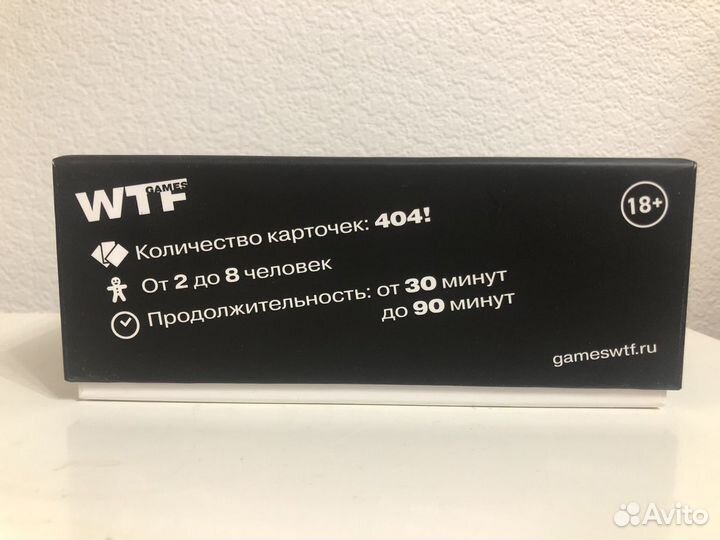 WTF
GAMES
18+
Количество карточек: 404!
От 2 до 8 человек
Продолжительность: от 30 минут
до 90 минут
gameswtf.ru
Avito